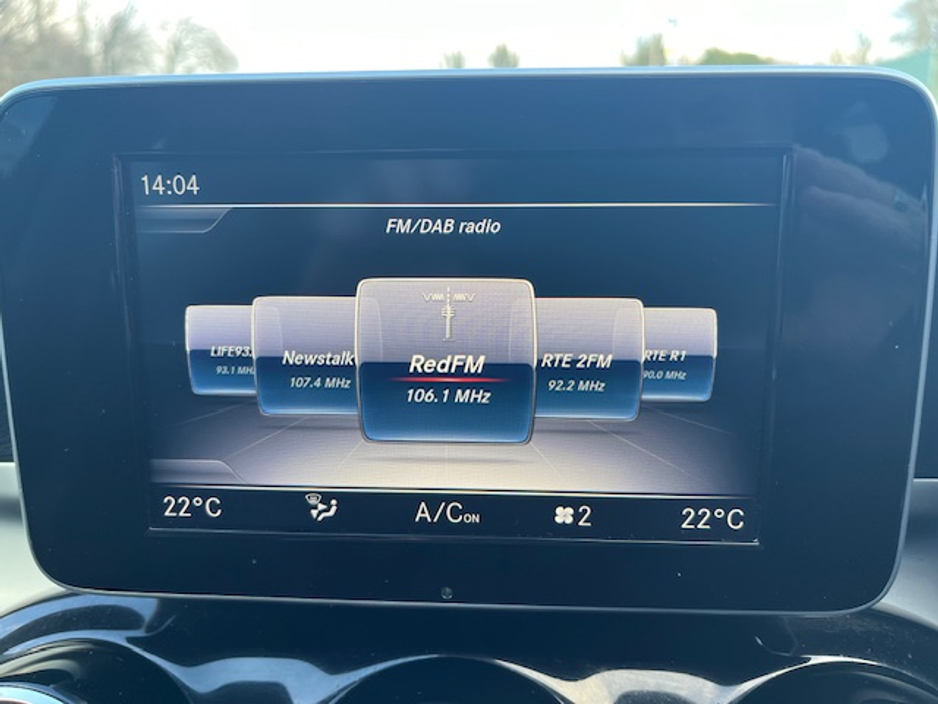 14:04
FM/DAB radio
LIFE93.
93.1 MHz
Newstalk
107.4 MHz
RedFM
106.1 MHz
RTE 2FM
92.2 MHz
RTE R1
90.0 MHz
22°C
A/C ON
2
22°C